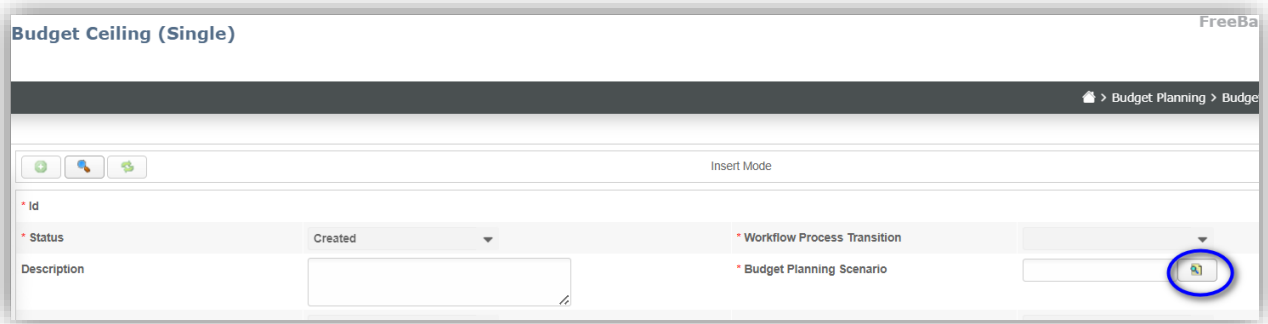 FreeBa
Budget Ceiling (Single)
> Budget Planning > Budge
Insert Mode
* Id
* Status Created * Workflow Process Transition
Description * Budget Planning Scenario